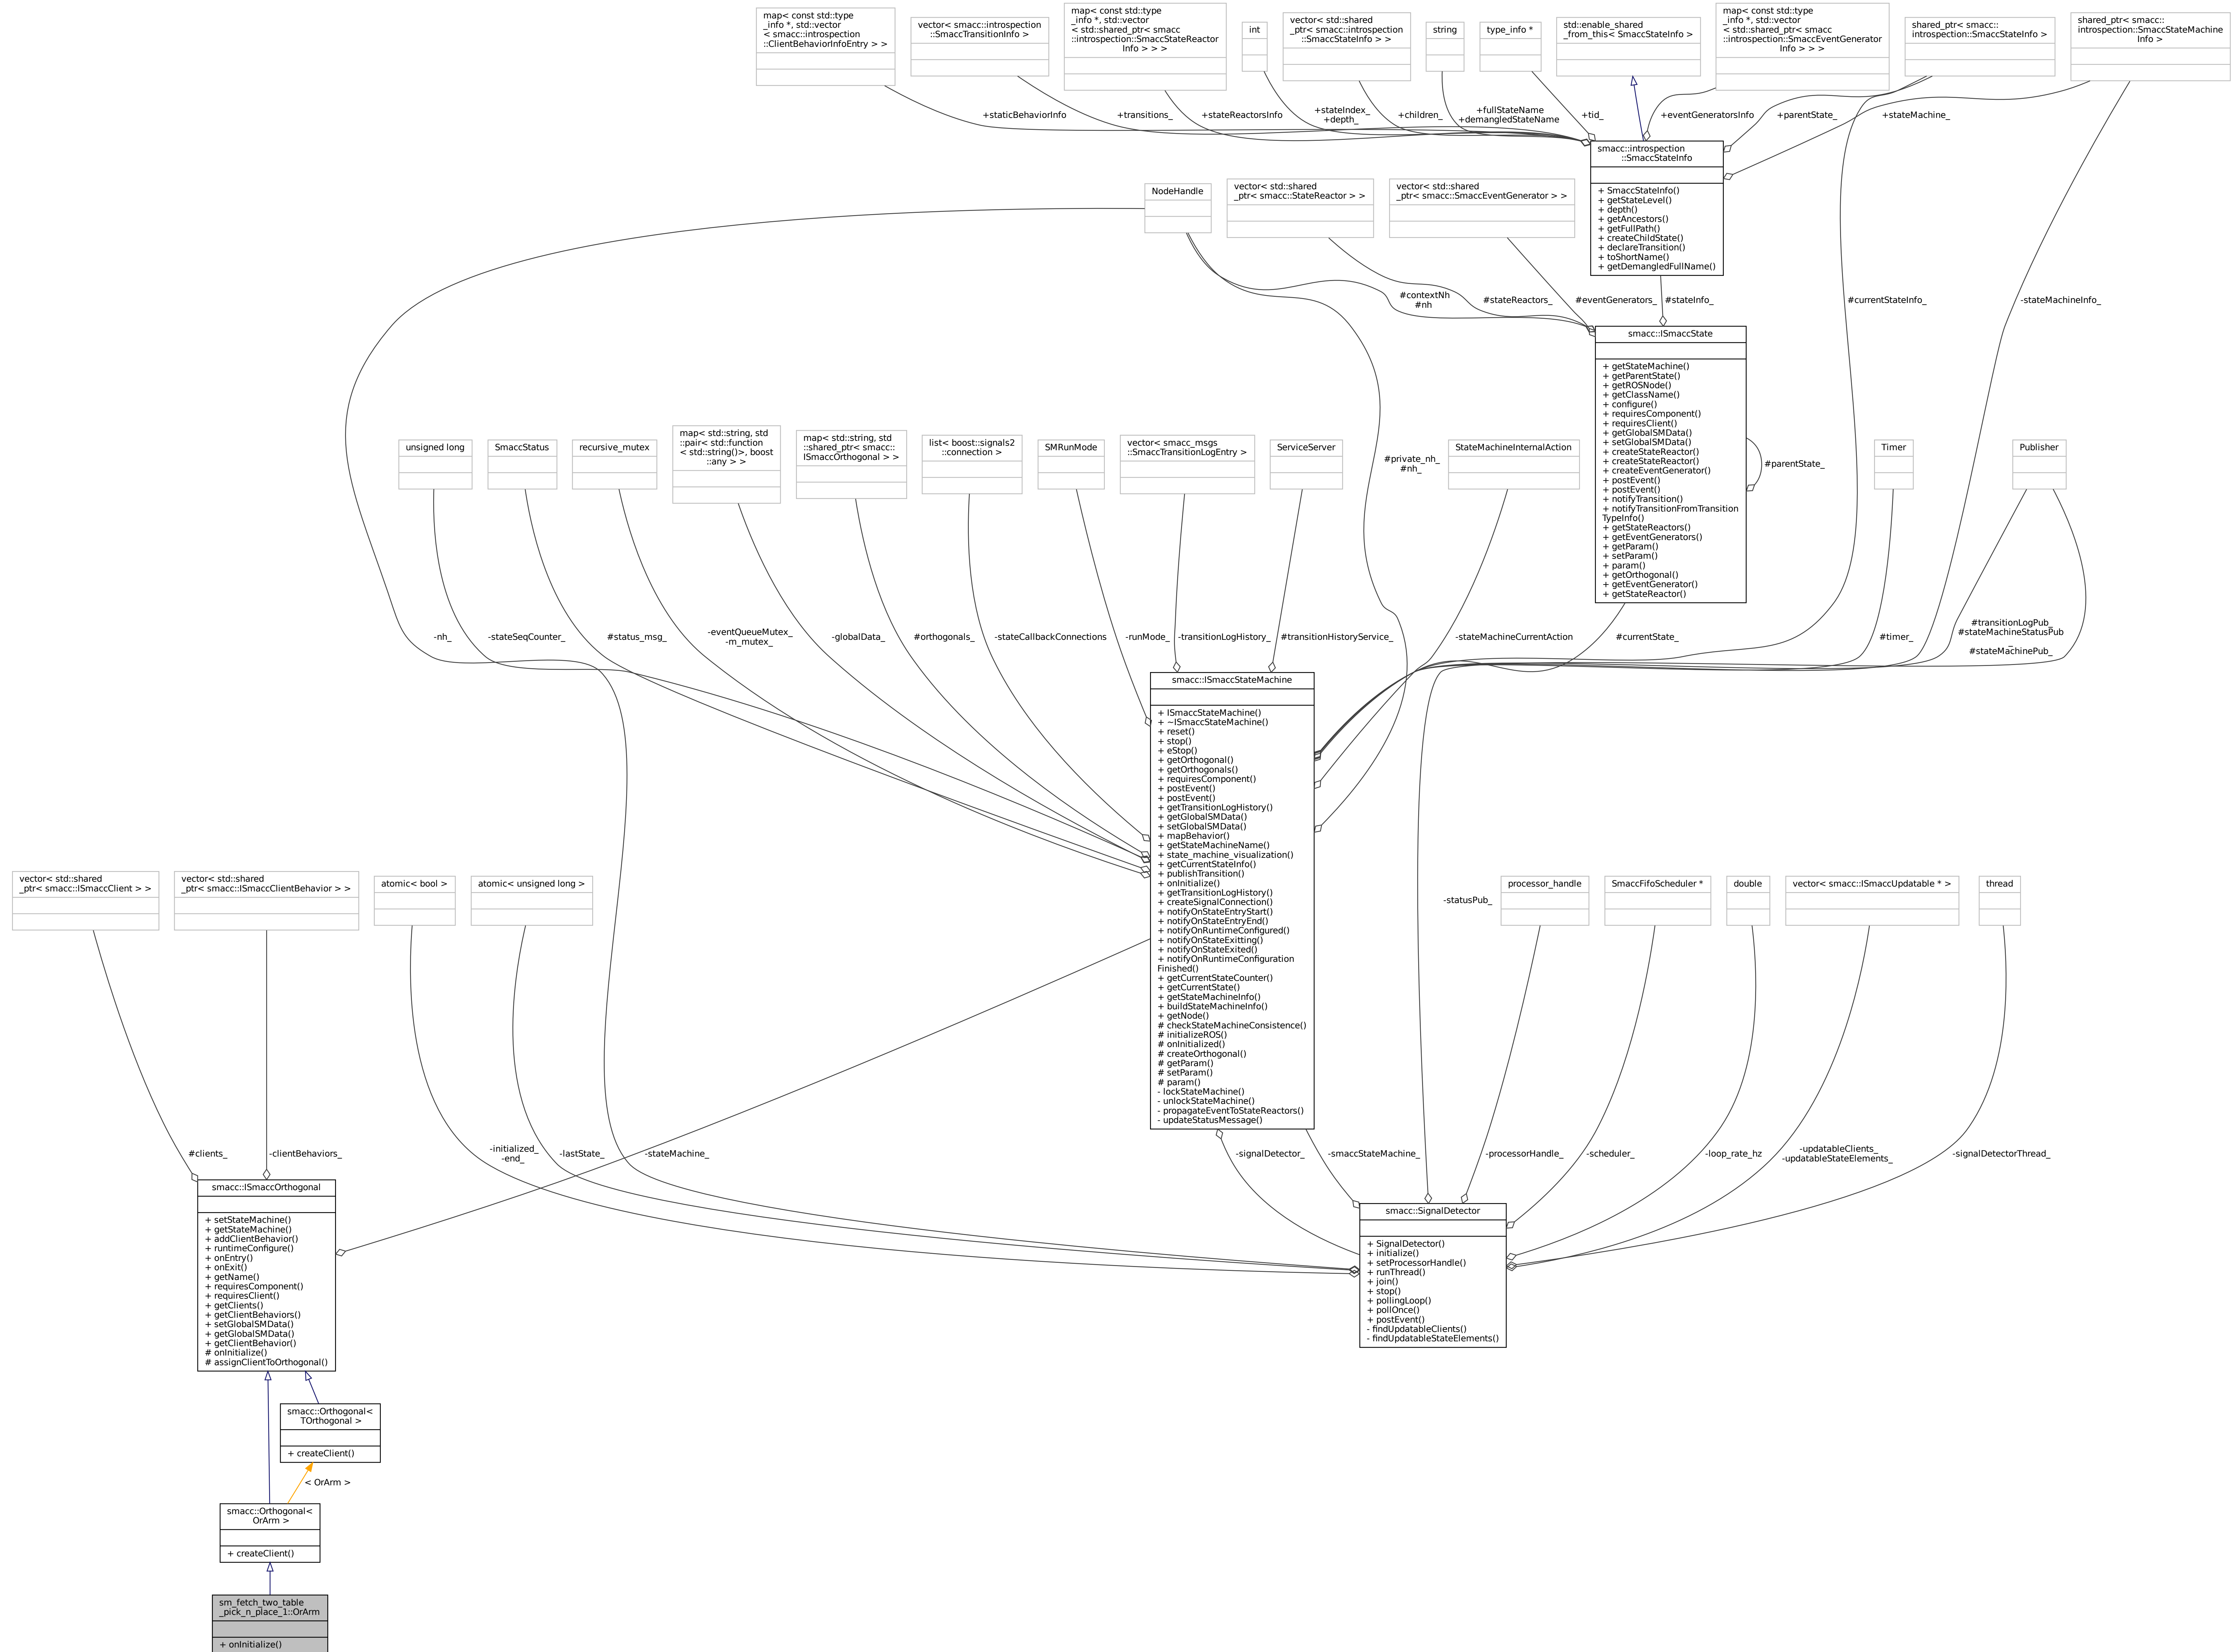 map< const std::type
_info *, std::vector
< smacc::introspection
::ClientBehaviorInfoEntry > >
vector< smacc::introspection
::SmaccTransitionInfo >
map< const std::type
_info *, std::vector
< std::shared_ptr< smacc
::introspection::SmaccStateReactor
Info > > >
int
vector< std::shared
_ptr< smacc::introspection
::SmaccStateInfo > >
string
type_info *
std::enable_shared
_from_this< SmaccStateInfo >
map< const std::type
_info *, std::vector
< std::shared_ptr< smacc
::introspection::SmaccEventGenerator
Info > > >
shared_ptr< smacc::
introspection::SmaccStateInfo >
shared_ptr< smacc::
introspection::SmaccStateMachine
Info >
+staticBehaviorInfo
+transitions_
+stateReactorsInfo
+stateIndex_
+depth_
+children_
+fullStateName
+demangledStateName
+tid_
+eventGeneratorsInfo
+parentState_
+stateMachine_
smacc::introspection
::SmaccStateInfo
+ SmaccStateInfo()
+ getStateLevel()
+ depth()
+ getAncestors()
+ getFullPath()
+ createChildState()
+ declareTransition()
+ toShortName()
+ getDemangledFullName()
NodeHandle
vector< std::shared
_ptr< smacc::StateReactor > >
vector< std::shared
_ptr< smacc::SmaccEventGenerator > >
#contextNh
#nh
#stateReactors_
#eventGenerators_
#stateInfo_
#currentStateInfo_
-stateMachineInfo_
smacc::ISmaccState
+ getStateMachine()
+ getParentState()
+ getROSNode()
+ getClassName()
+ configure()
+ requiresComponent()
+ requiresClient()
+ getGlobalSMData()
+ setGlobalSMData()
+ createStateReactor()
+ createStateReactor()
+ createEventGenerator()
+ postEvent()
+ postEvent()
+ notifyTransition()
+ notifyTransitionFromTransition
TypeInfo()
+ getStateReactors()
+ getEventGenerators()
+ getParam()
+ setParam()
+ param()
+ getOrthogonal()
+ getEventGenerator()
+ getStateReactor()
#parentState_
unsigned long
SmaccStatus
recursive_mutex
map< std::string, std
::pair< std::function
< std::string()>, boost
::any > >
map< std::string, std
::shared_ptr< smacc::
ISmaccOrthogonal > >
list< boost::signals2
::connection >
SMRunMode
vector< smacc_msgs
::SmaccTransitionLogEntry >
ServiceServer
#private_nh_
#nh_
StateMachineInternalAction
Timer
Publisher
-nh_
-stateSeqCounter_
#status_msg_
-eventQueueMutex_
-m_mutex_
-globalData_
#orthogonals_
-stateCallbackConnections
-runMode_
-transitionLogHistory_
#transitionHistoryService_
-stateMachineCurrentAction
#currentState_
#timer_
#transitionLogPub_
#stateMachineStatusPub
_
#stateMachinePub_
smacc::ISmaccStateMachine
+ ISmaccStateMachine()
+ ~ISmaccStateMachine()
+ reset()
+ stop()
+ eStop()
+ getOrthogonal()
+ getOrthogonals()
+ requiresComponent()
+ postEvent()
+ postEvent()
+ getTransitionLogHistory()
+ getGlobalSMData()
+ setGlobalSMData()
+ mapBehavior()
+ getStateMachineName()
+ state_machine_visualization()
+ getCurrentStateInfo()
+ publishTransition()
+ onInitialize()
+ getTransitionLogHistory()
+ createSignalConnection()
+ notifyOnStateEntryStart()
+ notifyOnStateEntryEnd()
+ notifyOnRuntimeConfigured()
+ notifyOnStateExitting()
+ notifyOnStateExited()
+ notifyOnRuntimeConfiguration
Finished()
+ getCurrentStateCounter()
+ getCurrentState()
+ getStateMachineInfo()
+ buildStateMachineInfo()
+ getNode()
# checkStateMachineConsistence()
# initializeROS()
# onInitialized()
# createOrthogonal()
# getParam()
# setParam()
# param()
- lockStateMachine()
- unlockStateMachine()
- propagateEventToStateReactors()
- updateStatusMessage()
vector< std::shared
_ptr< smacc::ISmaccClient > >
vector< std::shared
_ptr< smacc::ISmaccClientBehavior > >
atomic< bool >
atomic< unsigned long >
-statusPub_
processor_handle
SmaccFifoScheduler *
double
vector< smacc::ISmaccUpdatable * >
thread
#clients_
-clientBehaviors_
-initialized_
-end_
-lastState_
-stateMachine_
-signalDetector_
-smaccStateMachine_
-processorHandle_
-scheduler_
-loop_rate_hz
-updatableClients_
-updatableStateElements_
-signalDetectorThread_
smacc::ISmaccOrthogonal
+ setStateMachine()
+ getStateMachine()
+ addClientBehavior()
+ runtimeConfigure()
+ onEntry()
+ onExit()
+ getName()
+ requiresComponent()
+ requiresClient()
+ getClients()
+ getClientBehaviors()
+ setGlobalSMData()
+ getGlobalSMData()
+ getClientBehavior()
# onInitialize()
# assignClientToOrthogonal()
smacc::SignalDetector
+ SignalDetector()
+ initialize()
+ setProcessorHandle()
+ runThread()
+ join()
+ stop()
+ pollingLoop()
+ pollOnce()
+ postEvent()
- findUpdatableClients()
- findUpdatableStateElements()
smacc::Orthogonal<
TOrthogonal >
+ createClient()
< OrArm >
smacc::Orthogonal<
OrArm >
+ createClient()
sm_fetch_two_table
_pick_n_place_1::OrArm
+ onInitialize()